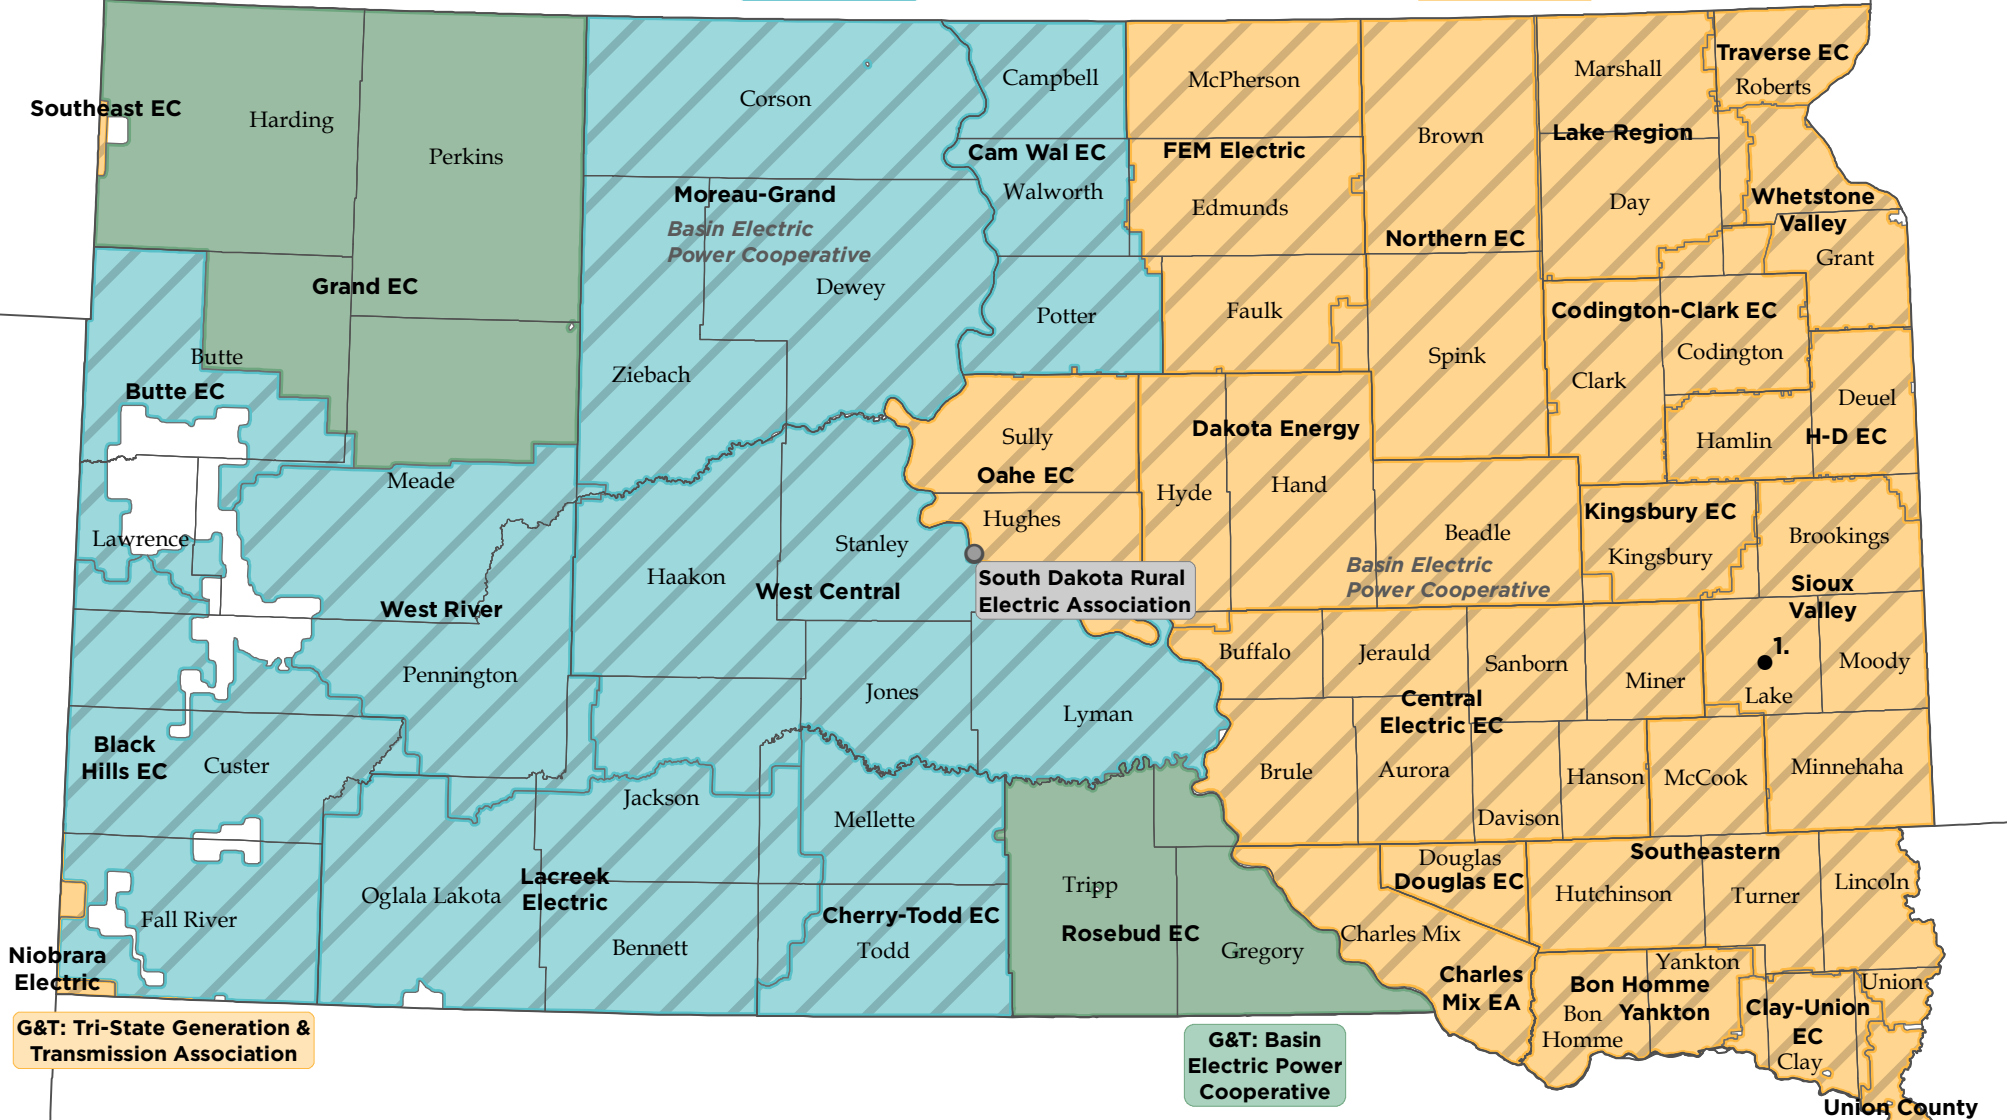 Traverse EC
Roberts
Marshall
Campbell
McPherson
Corson
Southeast EC
Harding
Perkins
Brown
Lake Region
Cam Wal EC
FEM Electric
Walworth
Edmunds
Day
Moreau-Grand
Basin Electric
Power Cooperative
Whetstone
Valley
Northern EC
Grant
Grand EC
Dewey
Potter
Faulk
Codington-Clark EC
Codington
Spink
Clark
Butte
Butte EC
Ziebach
Deuel
Hamlin
H-D EC
Sully
Oahe EC
Dakota Energy
Hyde
Hand
Meade
Hughes
Kingsbury EC
Kingsbury
Beadle
Brookings
Lawrence
Stanley
Haakon
West Central
South Dakota Rural
Electric Association
Basin Electric
Power Cooperative
Sioux
Valley
West River
Pennington
Buffalo
Jerauld
Sanborn
Miner
1.
Lake
Moody
Jones
Lyman
Central
Electric EC
Black
Hills EC
Custer
Brule
Aurora
Hanson
McCook
Minnehaha
Jackson
Mellette
Davison
Southeastern
Douglas
Douglas EC
Hutchinson
Turner
Lincoln
Oglala Lakota
Lacreek
Electric
Tripp
Rosebud EC
Gregory
Fall River
Cherry-Todd EC
Bennett
Todd
Charles Mix
Charles
Mix EA
Niobrara
Electric
Yankton
Bon Homme
Yankton
Bon
Homme
Union
Clay-Union
EC
Clay
G&T: Tri-State Generation &
Transmission Association
G&T: Basin
Electric Power
Cooperative
Union County